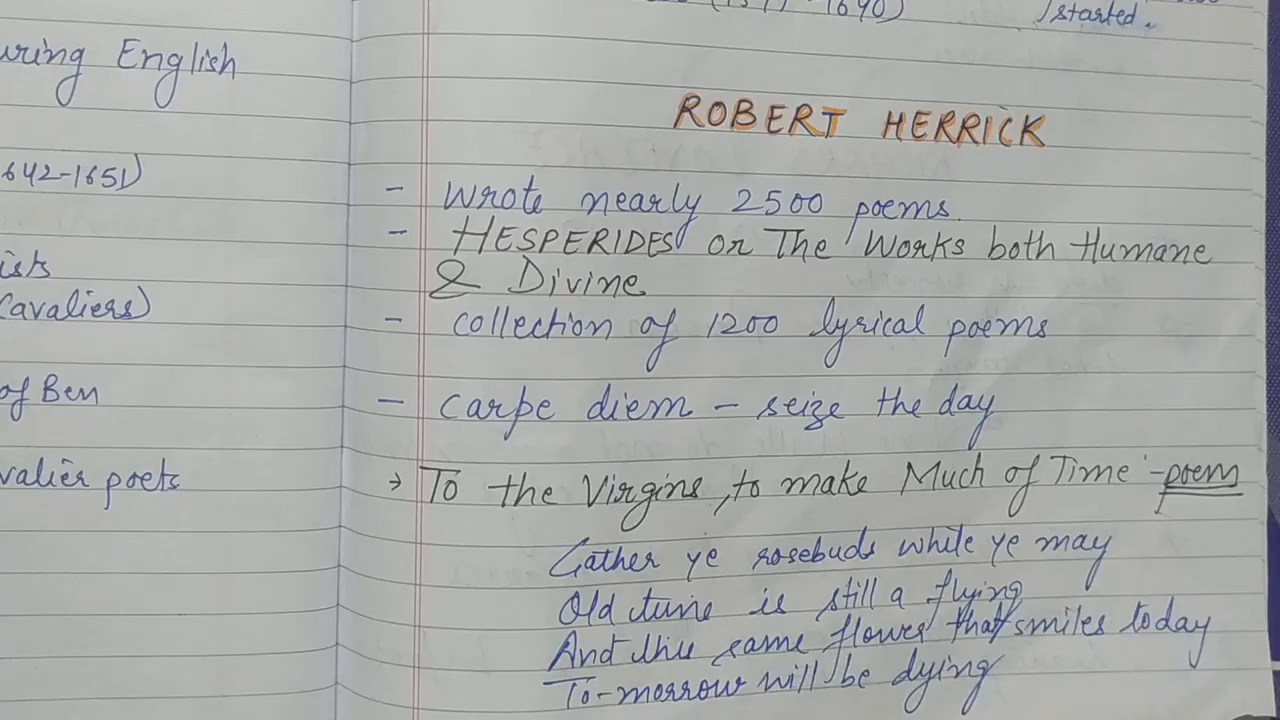 1640)
/started.
uring English
ROBERT HERRICK
642-1651)
- Wrote nearly 2500 poems.
- HESPERIDES or The Works both Humane
& Divine
ists
Cavaliers)
- collection of 1200 lyrical poems
of Ben
- Carpe diem - seize the day
valier poets
→ To the Virgins, to make Much of Time - poem
Gather ye rosebuds while ye may
Old time is still a flying
And this same flower that smiles today
To-morrow will be dying